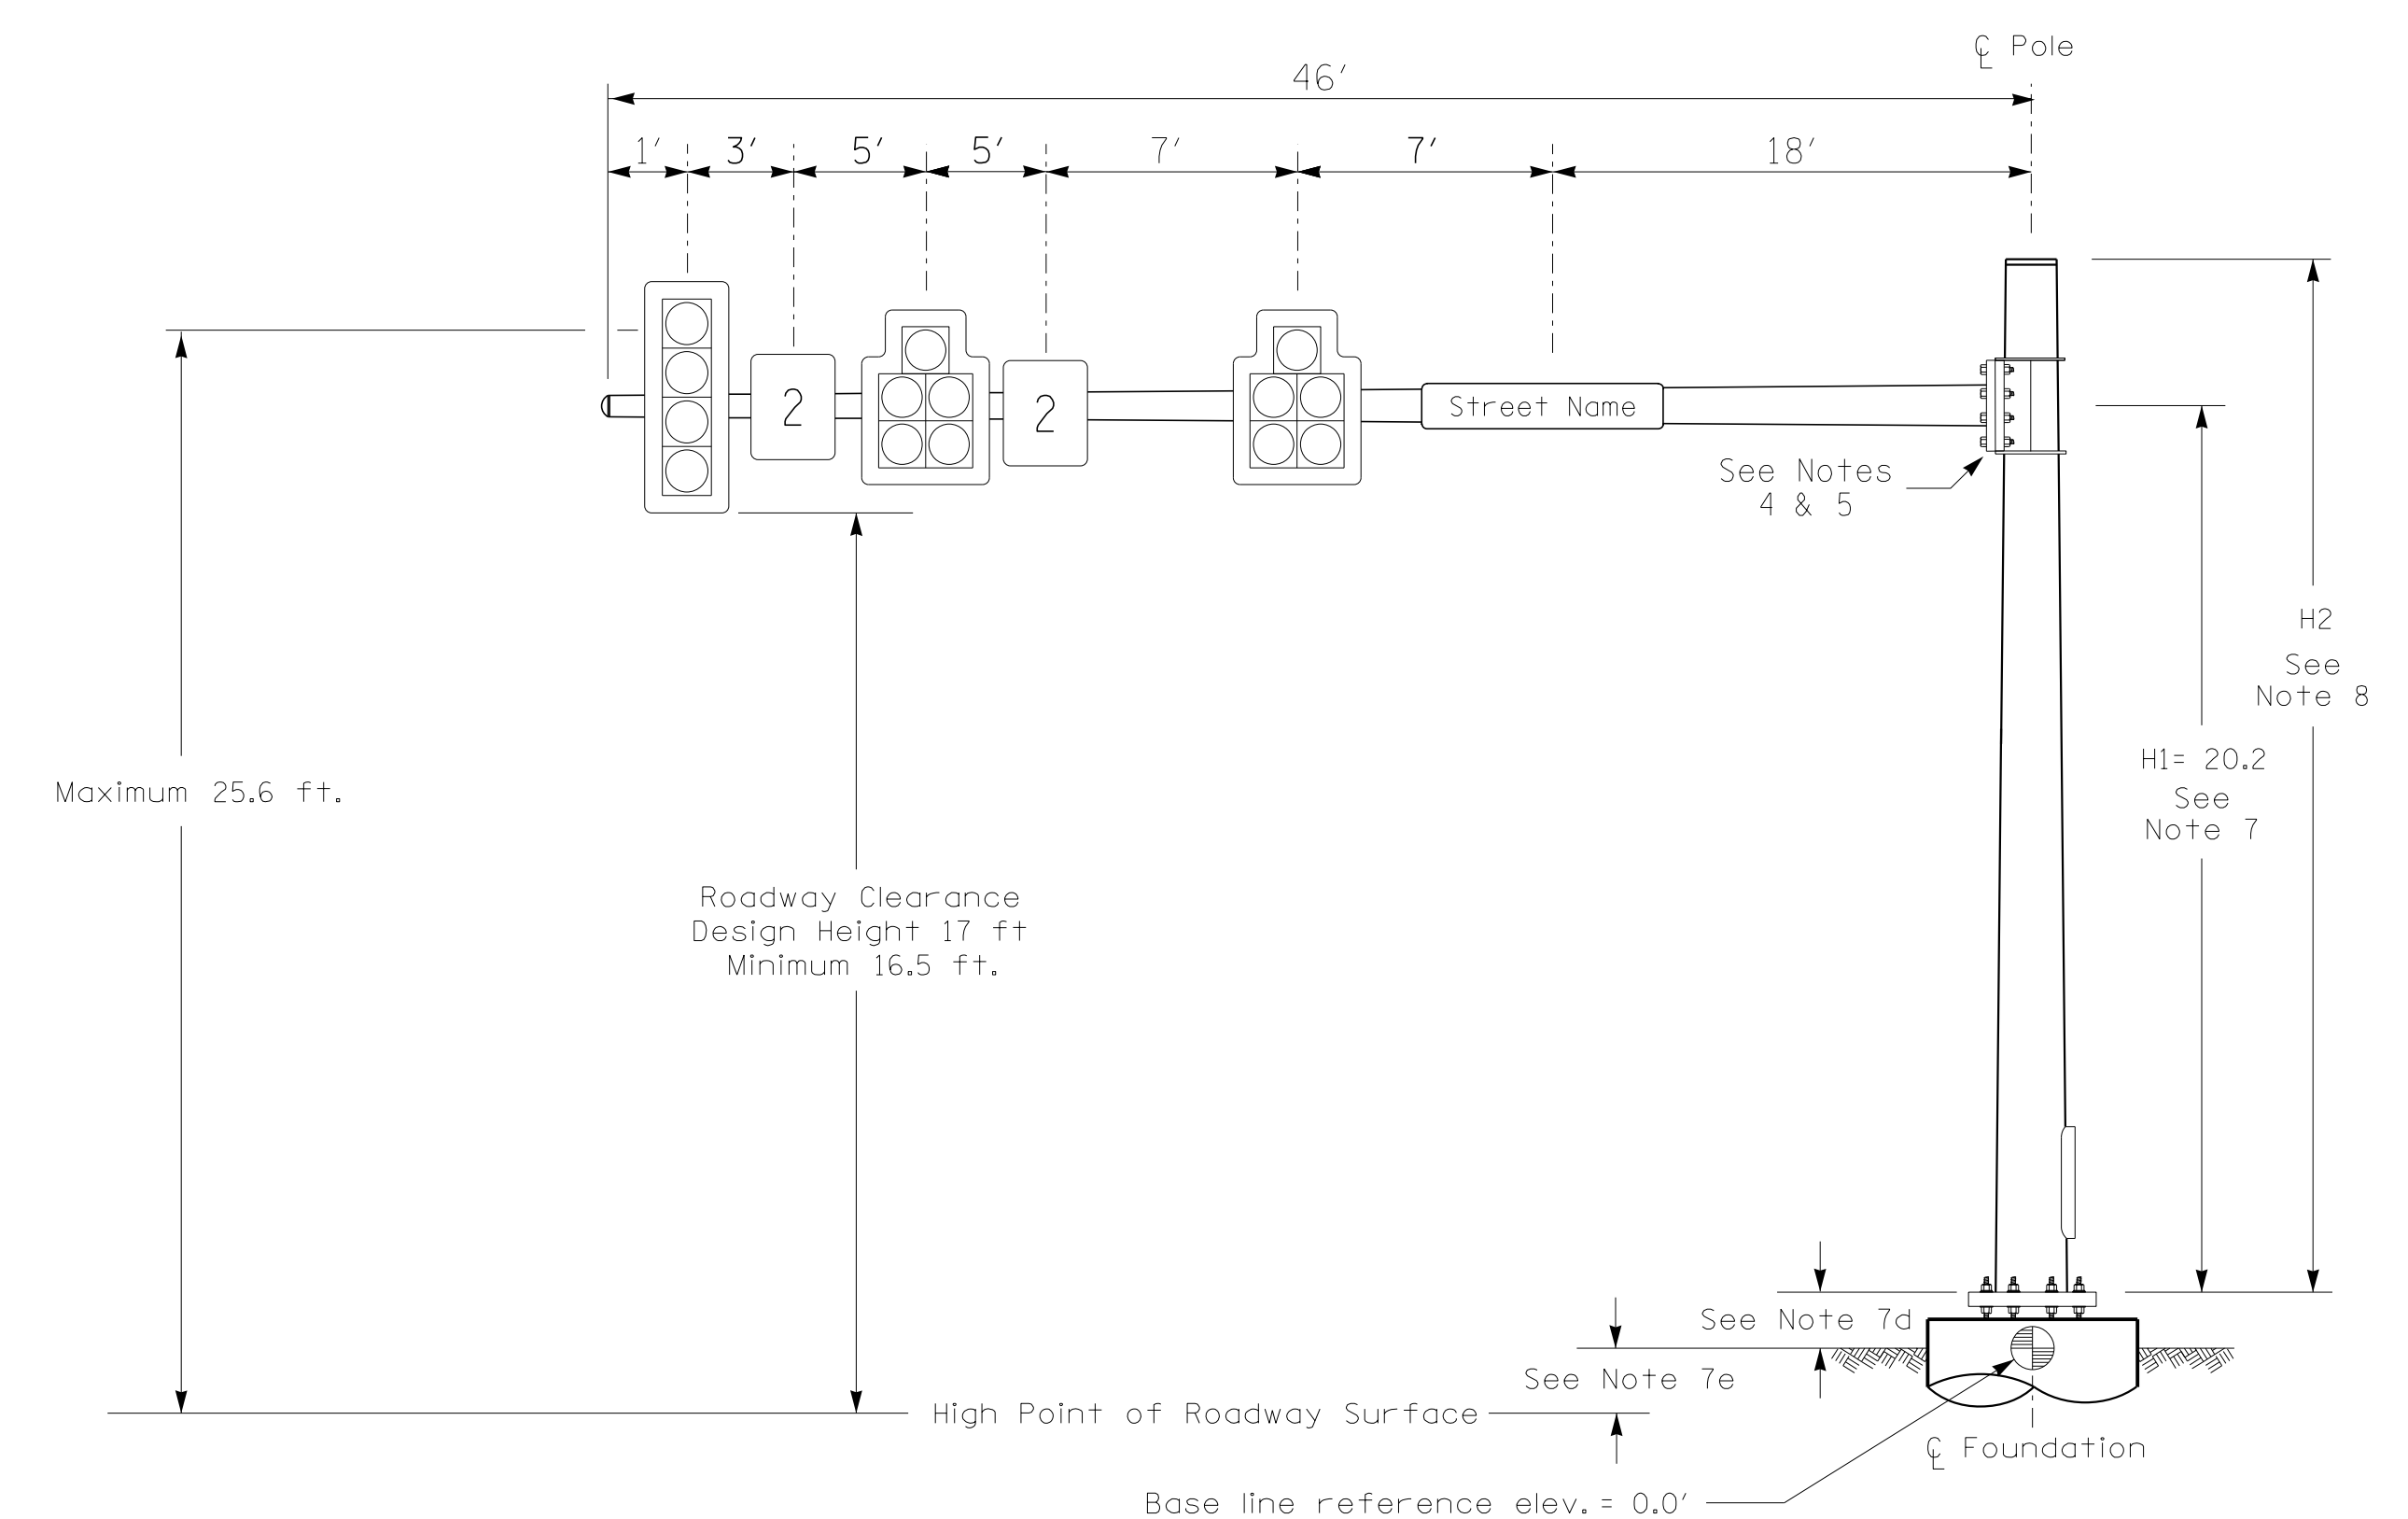 ℄ Pole
46′
1′ 3′ 5′ 5′ 7′ 7′ 18′
2
2
Street Name
See Notes
4 & 5
H2
See
Note 8
H1= 20.2
See
Note 7
Maximum 25.6 ft.
Roadway Clearance
Design Height 17 ft
Minimum 16.5 ft.
See Note 7d
See Note 7e
High Point of Roadway Surface
℄ Foundation
Base line reference elev.= 0.0′